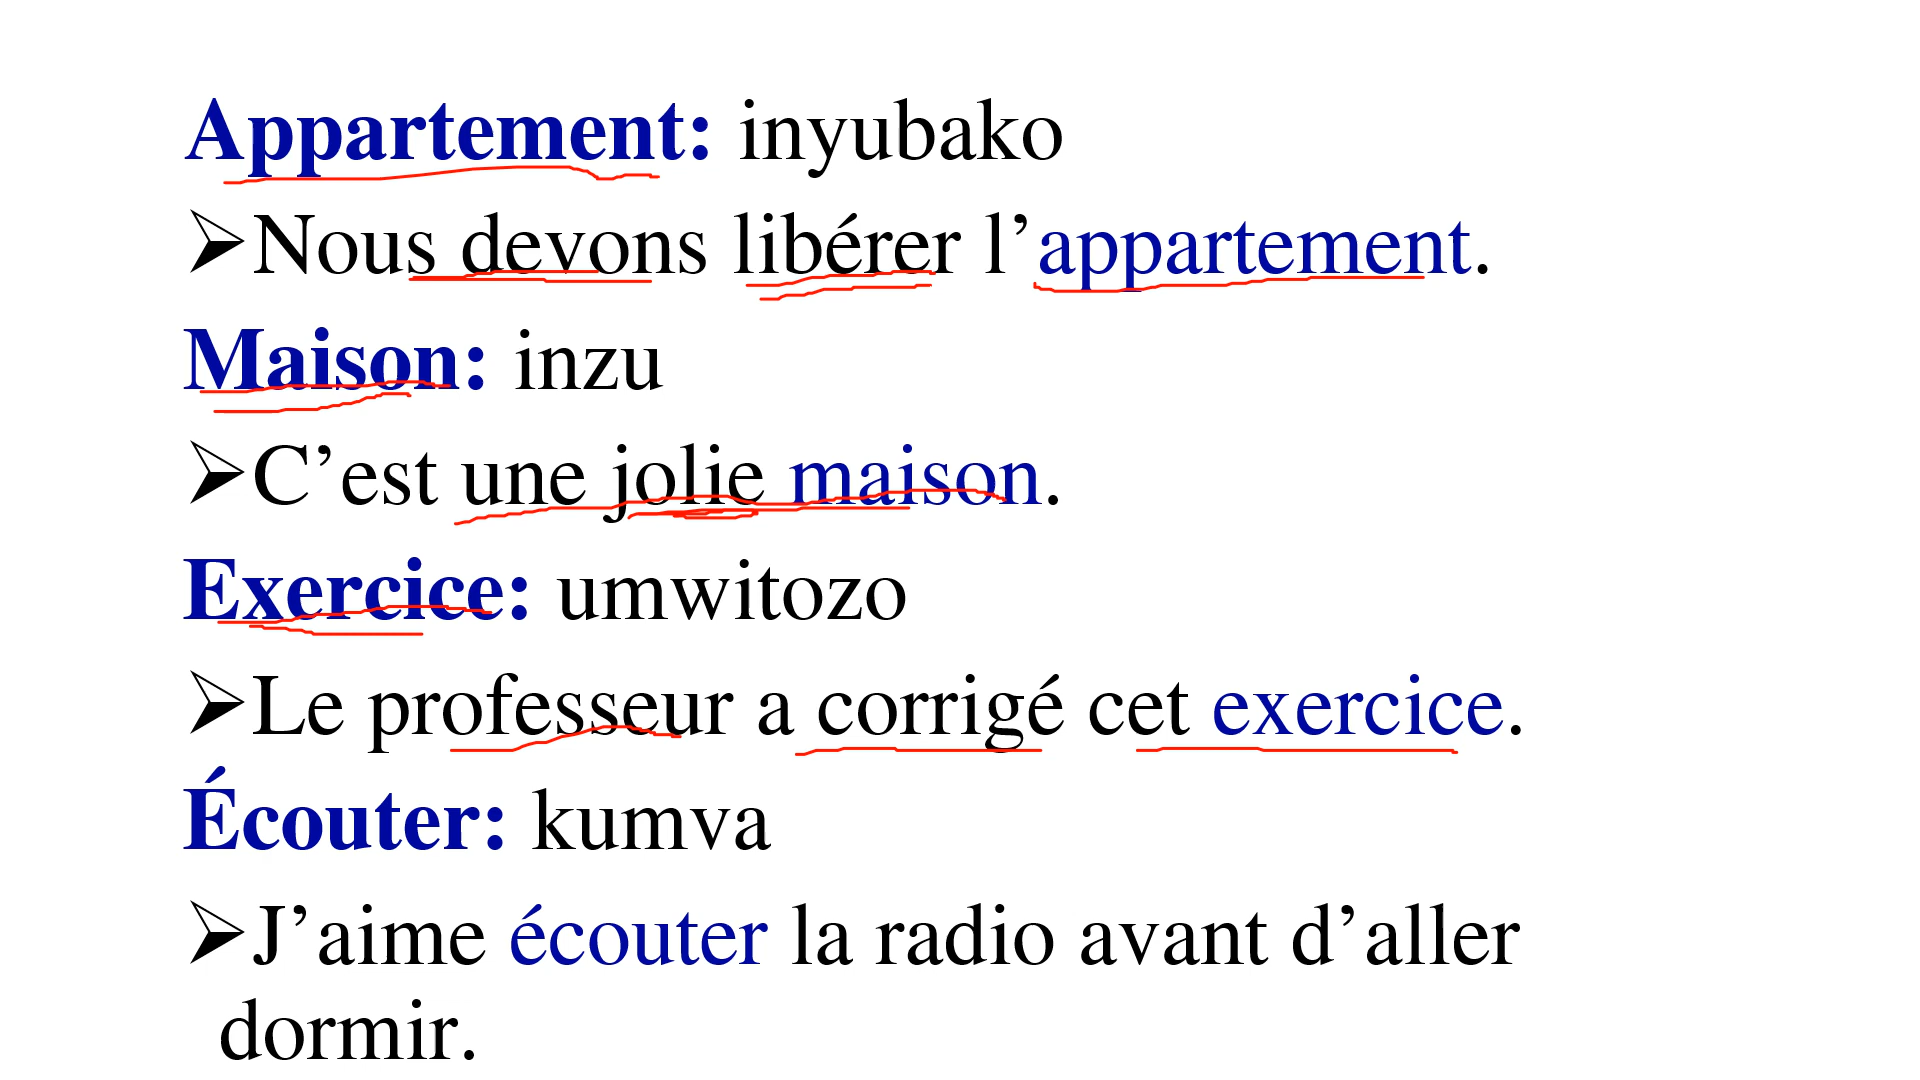 Appartement: inyubako
➢Nous devons libérer l’appartement.
Maison: inzu
➢C’est une jolie maison.
Exercice: umwitozo
➢Le professeur a corrigé cet exercice.
Écouter: kumva
➢J’aime écouter la radio avant d’aller
dormir.